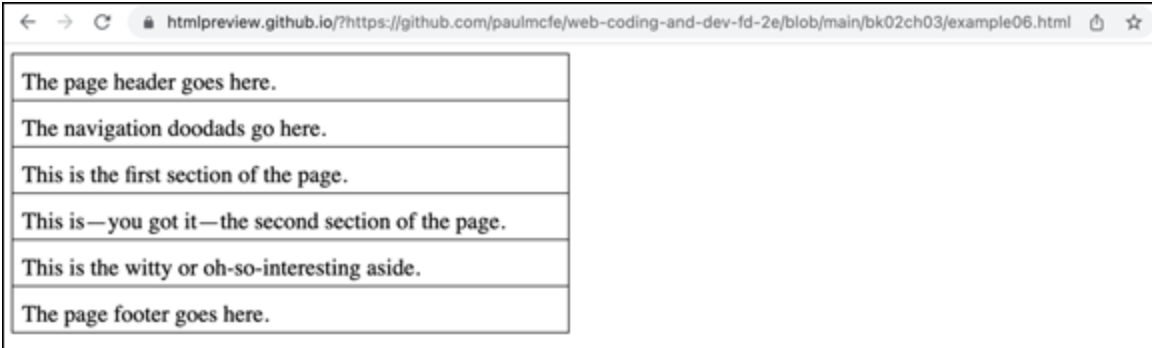 htmlpreview.github.io/?https://github.com/paulmcfe/web-coding-and-dev-fd-2e/blob/main/bk02ch03/example06.html
The page header goes here.
The navigation doodads go here.
This is the first section of the page.
This is—you got it—the second section of the page.
This is the witty or oh-so-interesting aside.
The page footer goes here.